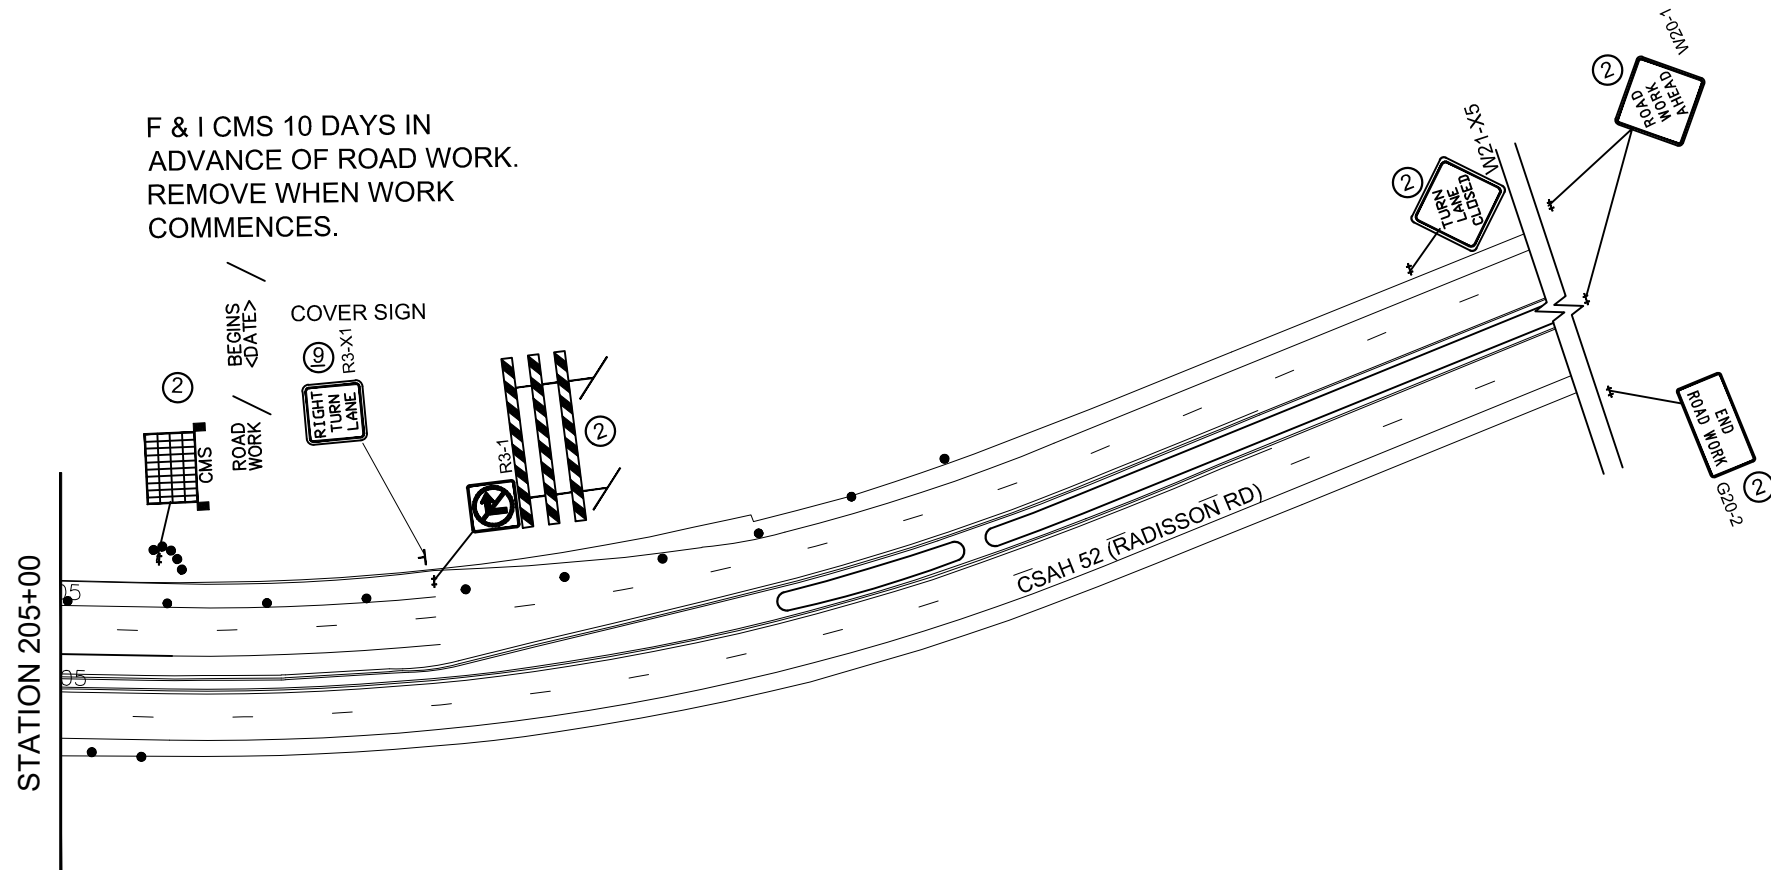 F & I CMS 10 DAYS IN
ADVANCE OF ROAD WORK.
REMOVE WHEN WORK
COMMENCES.
BEGINS
<DATE>
ROAD
WORK
2
CMS
COVER SIGN
19
R3-X1
RIGHT
TURN
LANE
R3-1
2
2
TURN
LANE
CLOSED
W21-X5
2
ROAD
WORK
AHEAD
W20-1
END
ROAD WORK
G20-2
2
CSAH 52 (RADISSON RD)
STATION 205+00
05
05